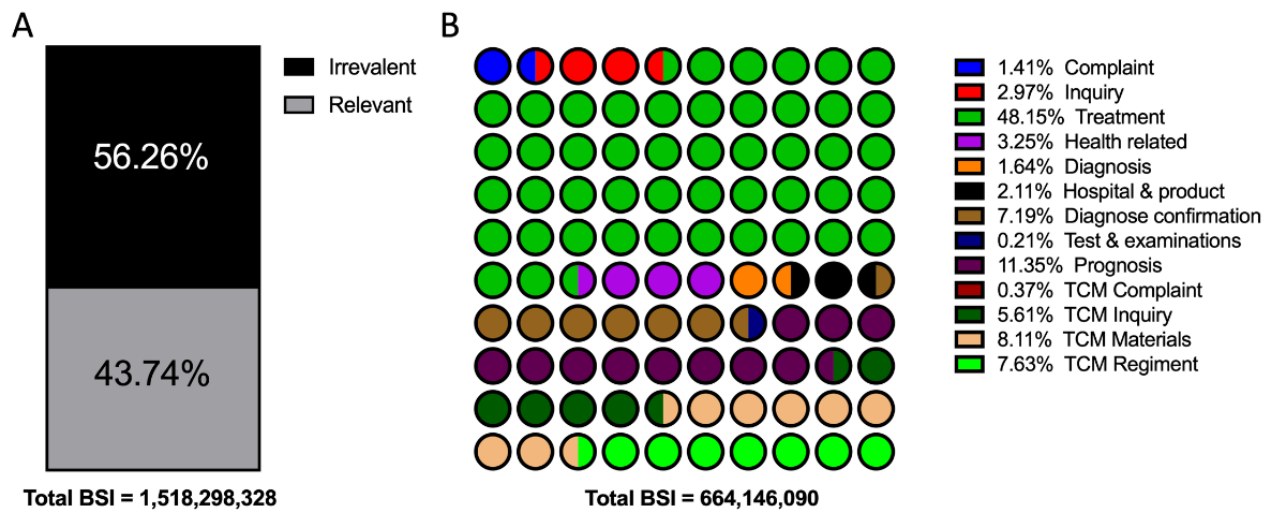 A
56.26%
43.74%
Irrevalent
Relevant
Total BSI = 1,518,298,328
B
1.41% Complaint
2.97% Inquiry
48.15% Treatment
3.25% Health related
1.64% Diagnosis
2.11% Hospital & product
7.19% Diagnose confirmation
0.21% Test & examinations
11.35% Prognosis
0.37% TCM Complaint
5.61% TCM Inquiry
8.11% TCM Materials
7.63% TCM Regiment
Total BSI = 664,146,090